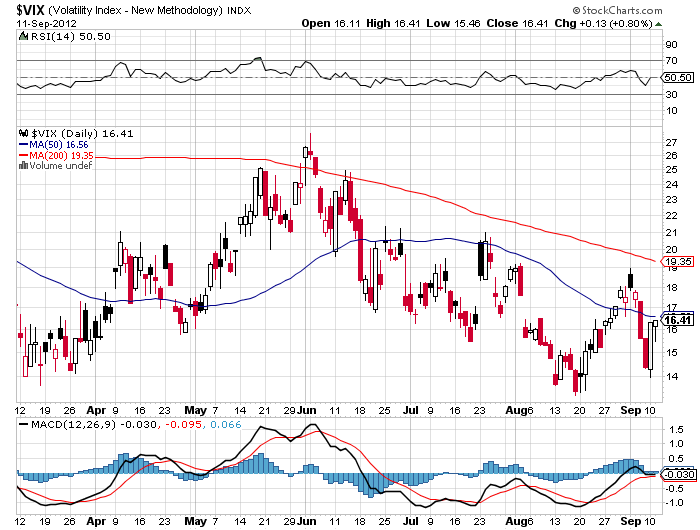 $VIX (Volatility Index - New Methodology) INDX
© StockCharts.com
11-Sep-2012
Open 16.11 High 16.41 Low 15.46 Close 16.41 Chg +0.13 (+0.80%)
RSI(14) 50.50
90
70
50.50
30
10
$VIX (Daily) 16.41
MA(50) 16.56
MA(200) 19.35
Volume undef
27
26
25
24
23
22
21
20
19.35
19
18
17
16.41
16
15
14
12 19 26 Apr 9 16 23 May 7 14 21 29 Jun 11 18 25 Jul 9 16 23 Aug 6 13 20 27 Sep 10
MACD(12,26,9) -0.030, -0.095, 0.066
1.5
1.0
0.5
-0.030
-0.5
-1.0
12 19 26 Apr 9 16 23 May 7 14 21 29 Jun 11 18 25 Jul 9 16 23 Aug 6 13 20 27 Sep 10